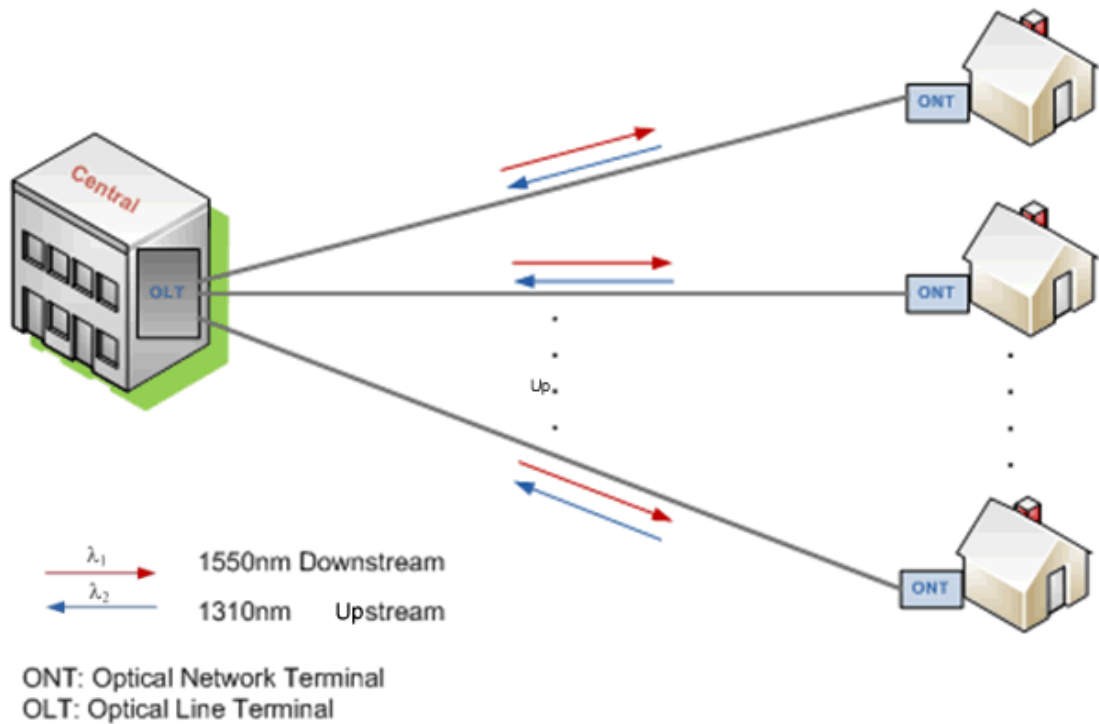 ONT
Central
OLT
ONT
Up
ONT
λ1
1550nm Downstream
λ2
1310nm Upstream
ONT: Optical Network Terminal
OLT: Optical Line Terminal